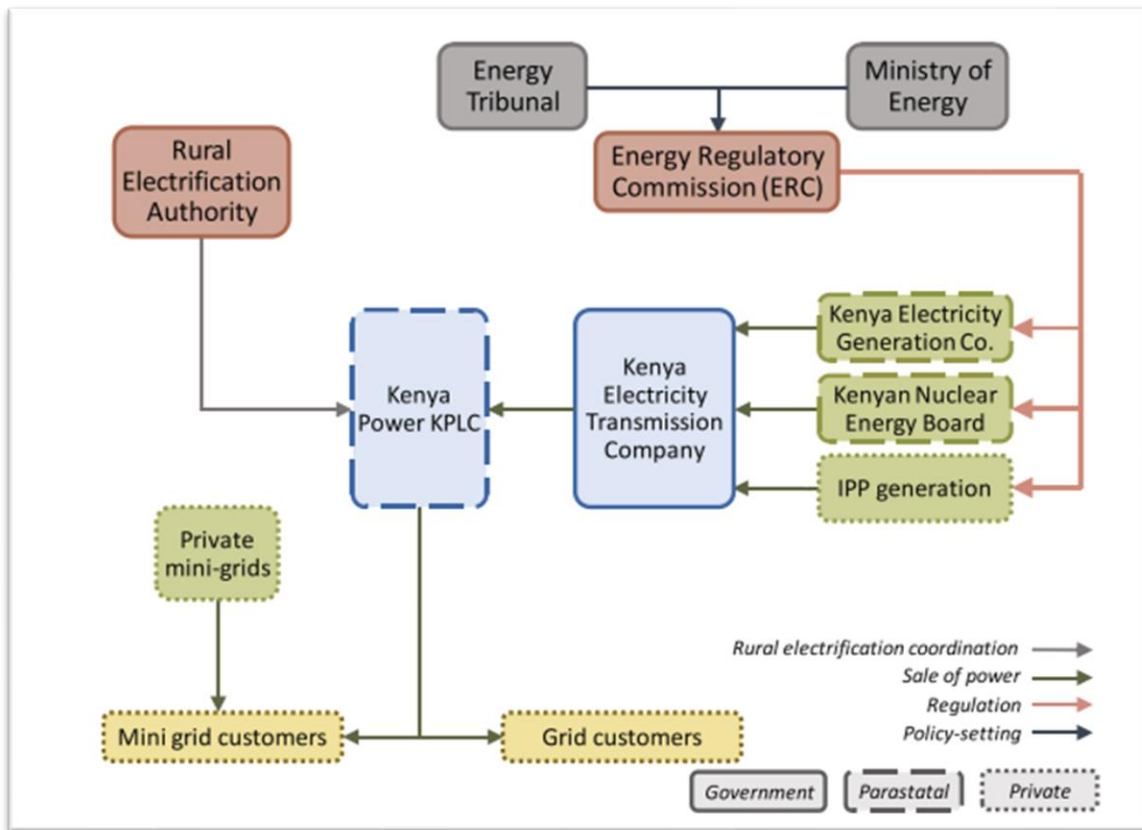 Energy
Tribunal
Ministry of
Energy
Rural
Electrification
Authority
Energy Regulatory
Commission (ERC)
Kenya
Power KPLC
Kenya
Electricity
Transmission
Company
Kenya Electricity
Generation Co.
Kenyan Nuclear
Energy Board
IPP generation
Private
mini-grids
Mini grid customers
Grid customers
Rural electrification coordination
Sale of power
Regulation
Policy-setting
Government
Parastatal
Private